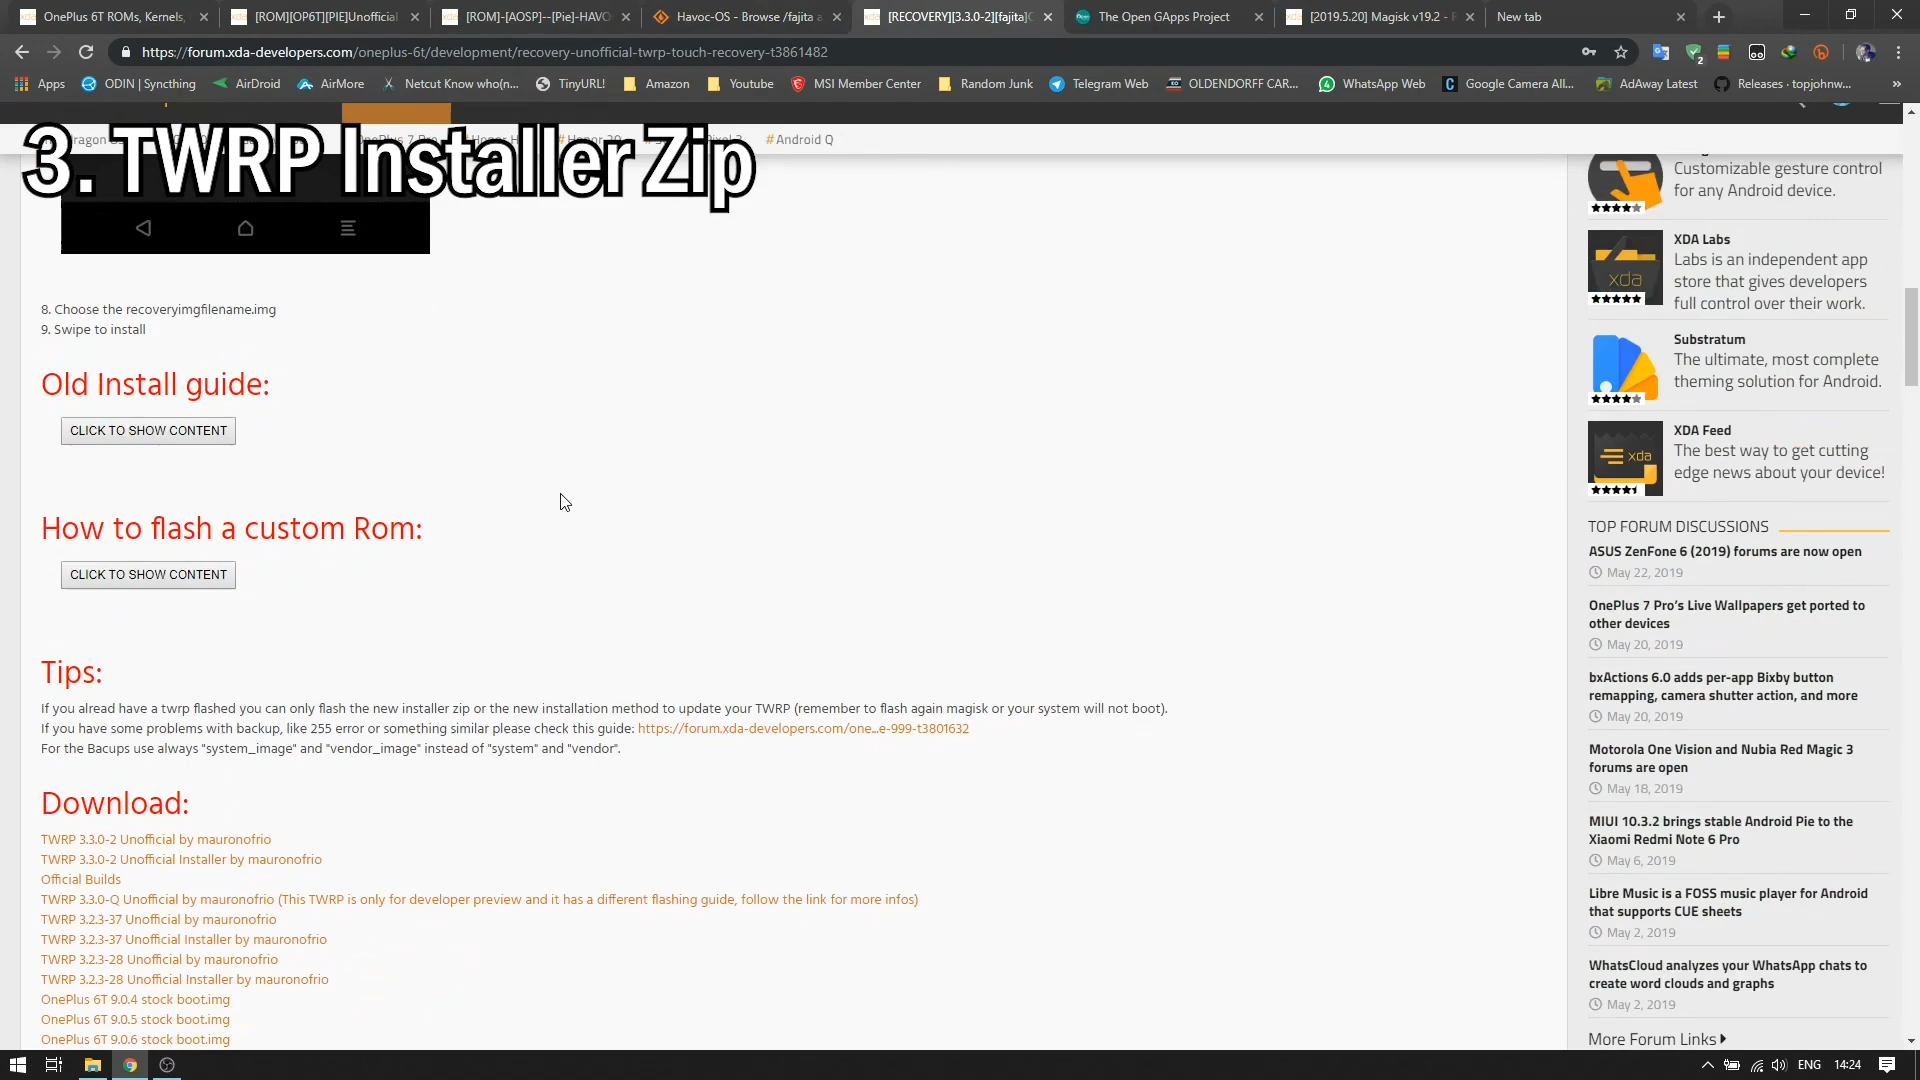 OnePlus 6T ROMs, Kernels,
[ROM][OP6T][PIE]Unofficial
[ROM]-[AOSP]--[Pie]-HAVO
Havoc-OS - Browse /fajita a
[RECOVERY][3.3.0-2][fajita]
The Open GApps Project
[2019.5.20] Magisk v19.2 -
New tab
https://forum.xda-developers.com/oneplus-6t/development/recovery-unofficial-twrp-touch-recovery-t3861482
2
Apps
ODIN | Syncthing
AirDroid
AirMore
Netcut Know who(n...
TinyURL!
Amazon
Youtube
MSI Member Center
Random Junk
Telegram Web
OLDENDORFF CAR...
WhatsApp Web
Google Camera All...
AdAway Latest
Releases · topjohnw...
»
#Android Q
3. TWRP Installer Zip
8. Choose the recoveryimgfilename.img
9. Swipe to install
Old Install guide:
CLICK TO SHOW CONTENT
How to flash a custom Rom:
CLICK TO SHOW CONTENT
Tips:
If you alread have a twrp flashed you can only flash the new installer zip or the new installation method to update your TWRP (remember to flash again magisk or your system will not boot).
If you have some problems with backup, like 255 error or something similar please check this guide: https://forum.xda-developers.com/one...e-999-t3801632
For the Bacups use always "system_image" and "vendor_image" instead of "system" and "vendor".
Download:
TWRP 3.3.0-2 Unofficial by mauronofrio
TWRP 3.3.0-2 Unofficial Installer by mauronofrio
Official Builds
TWRP 3.3.0-Q Unofficial by mauronofrio (This TWRP is only for developer preview and it has a different flashing guide, follow the link for more infos)
TWRP 3.2.3-37 Unofficial by mauronofrio
TWRP 3.2.3-37 Unofficial Installer by mauronofrio
TWRP 3.2.3-28 Unofficial by mauronofrio
TWRP 3.2.3-28 Unofficial Installer by mauronofrio
OnePlus 6T 9.0.4 stock boot.img
OnePlus 6T 9.0.5 stock boot.img
OnePlus 6T 9.0.6 stock boot.img
Customizable gesture control
for any Android device.
XDA Labs
Labs is an independent app
store that gives developers
full control over their work.
xda
Substratum
The ultimate, most complete
theming solution for Android.
XDA Feed
The best way to get cutting
edge news about your device!
xda
TOP FORUM DISCUSSIONS
ASUS ZenFone 6 (2019) forums are now open
May 22, 2019
OnePlus 7 Pro's Live Wallpapers get ported to
other devices
May 20, 2019
bxActions 6.0 adds per-app Bixby button
remapping, camera shutter action, and more
May 20, 2019
Motorola One Vision and Nubia Red Magic 3
forums are open
May 18, 2019
MIUI 10.3.2 brings stable Android Pie to the
Xiaomi Redmi Note 6 Pro
May 6, 2019
Libre Music is a FOSS music player for Android
that supports CUE sheets
May 2, 2019
WhatsCloud analyzes your WhatsApp chats to
create word clouds and graphs
May 2, 2019
More Forum Links
ENG
14:24